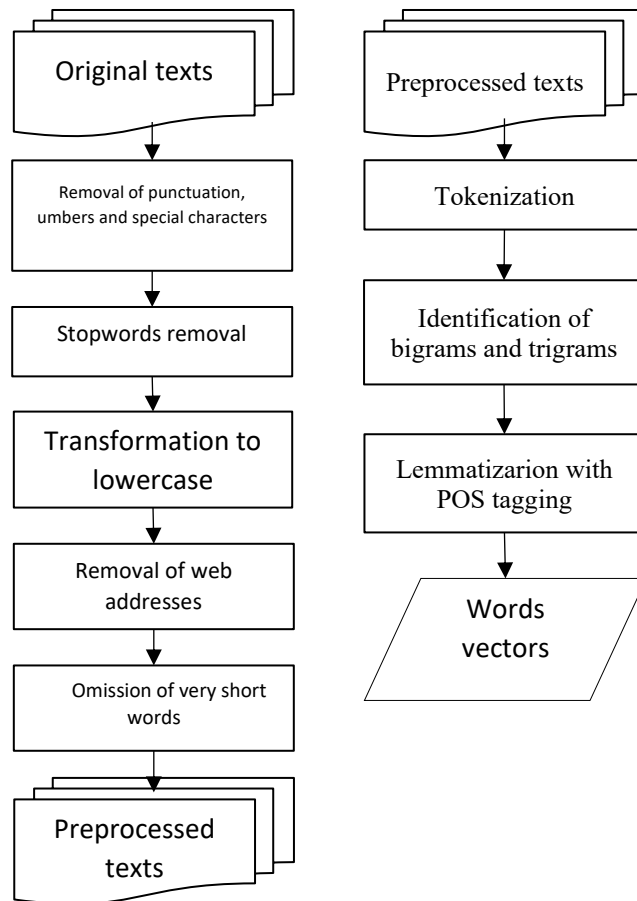 Original texts
Removal of punctuation,
umbers and special characters
Stopwords removal
Transformation to
lowercase
Removal of web
addresses
Omission of very short
words
Preprocessed
texts
Preprocessed texts
Tokenization
Identification of
bigrams and trigrams
Lemmatizarion with
POS tagging
Words
vectors